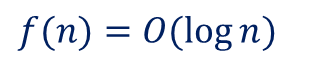 f(n) = O(log n)